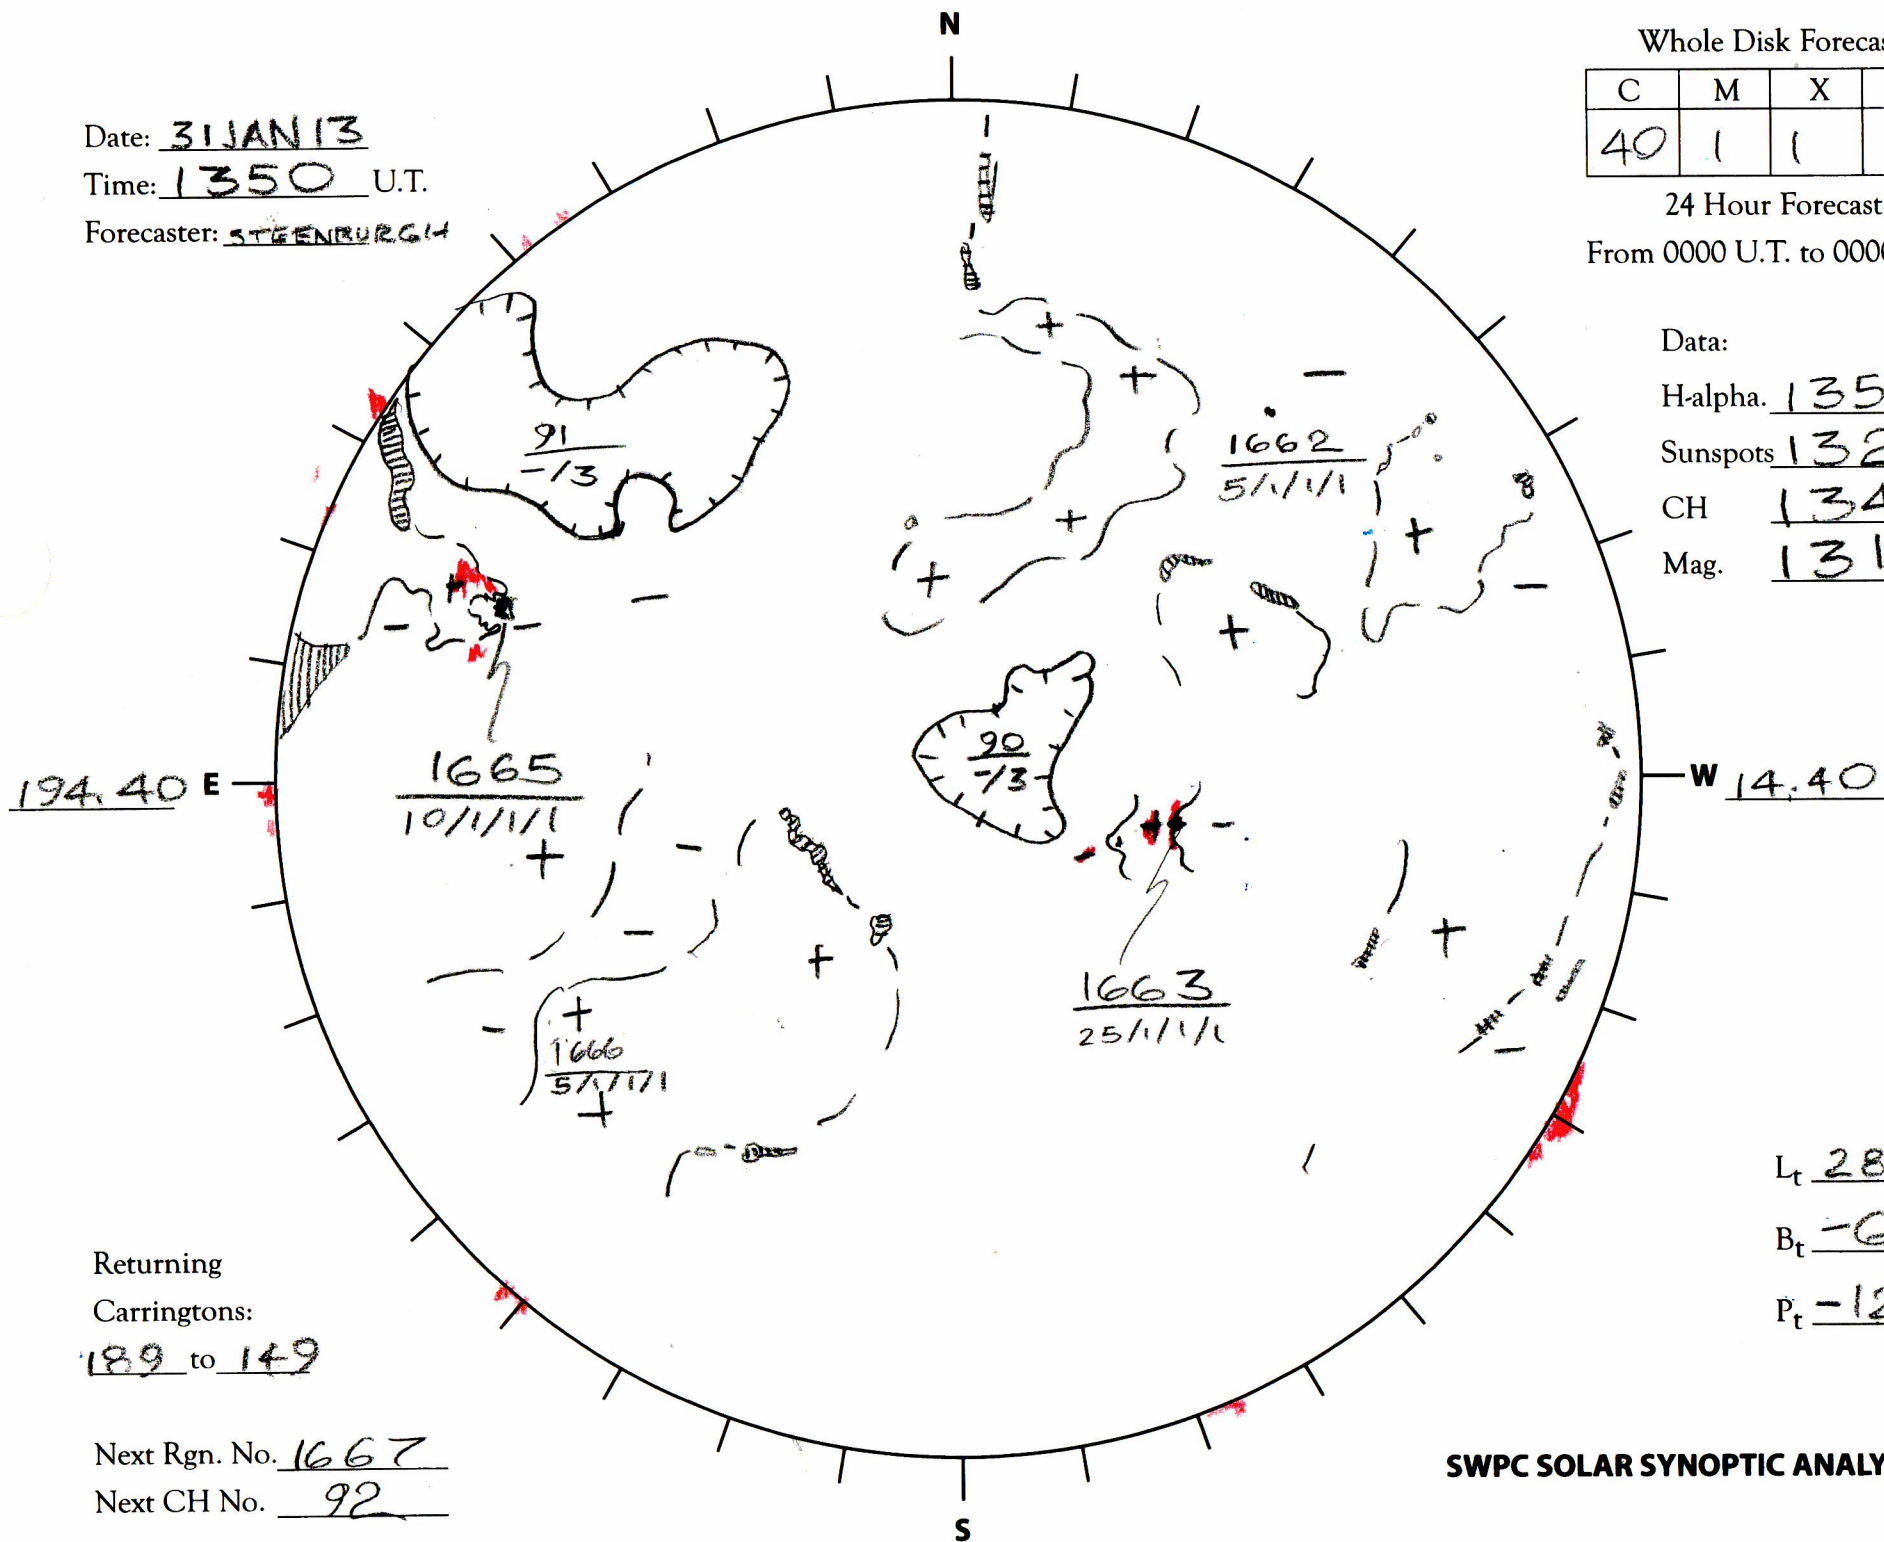 N
Whole Disk Forecas
C M X
40 1 1
24 Hour Forecast
From 0000 U.T. to 000
Date: 31 JAN 13
Time: 1350 U.T.
Forecaster: STEENBURGH
Data:
H-alpha. 135
Sunspots 132
CH 134
Mag. 131
91
-/3
1662
5/1/1/1
90
-/3
194.40 E
1665
10/1/1/1/1
W 14.40
1663
25/1/1/1
1666
5/1/1/1
Lt 28
Bt -6
Pt -12
Returning
Carringtons:
189 to 149
Next Rgn. No. 1667
Next CH No. 92
SWPC SOLAR SYNOPTIC ANALY
S